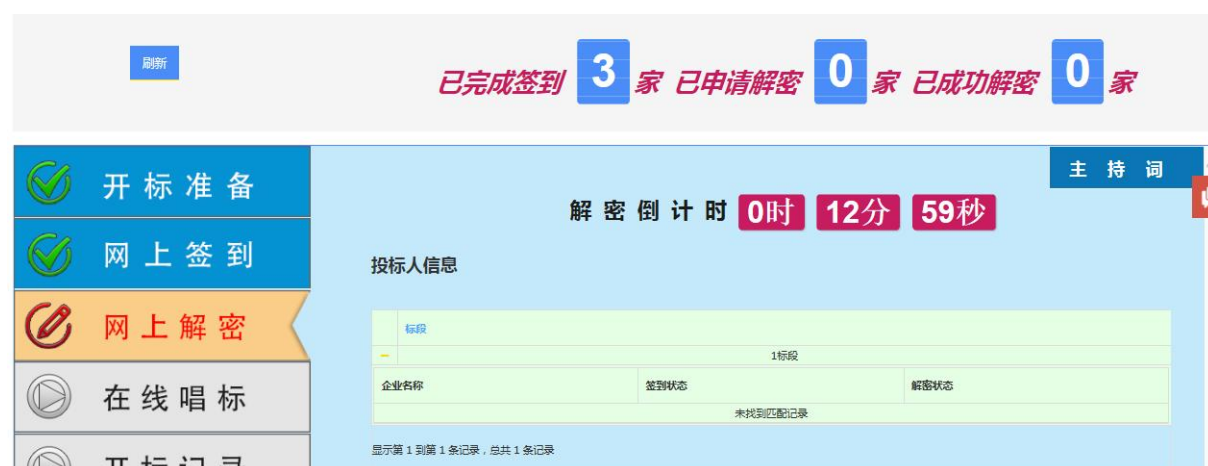 刷新
已完成签到 3 家 已申请解密 0 家 已成功解密 0 家
主持词
开标准备
解密倒计时 0时 12分 59秒
网上签到
投标人信息
网上解密
标段
1标段
在线唱标
企业名称 签到状态 解密状态
未找到匹配记录
显示第 1 到第 1 条记录，总共 1 条记录
开标记录